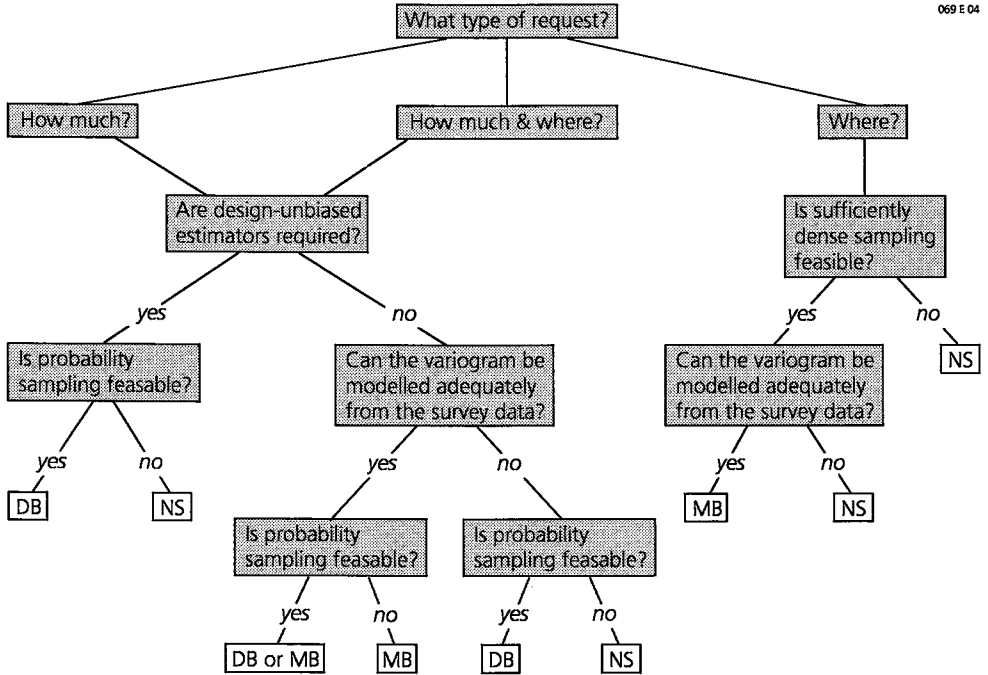 069 E 04
What type of request?
How much?
How much & where?
Where?
Are design-unbiased
estimators required?
Is sufficiently
dense sampling
feasible?
yes
no
yes
no
Is probability
sampling feasable?
Can the variogram be
modelled adequately
from the survey data?
Can the variogram be
modelled adequately
from the survey data?
NS
yes
no
yes
no
yes
no
DB
NS
MB
NS
Is probability
sampling feasable?
Is probability
sampling feasable?
yes
no
yes
no
DB or MB
MB
DB
NS